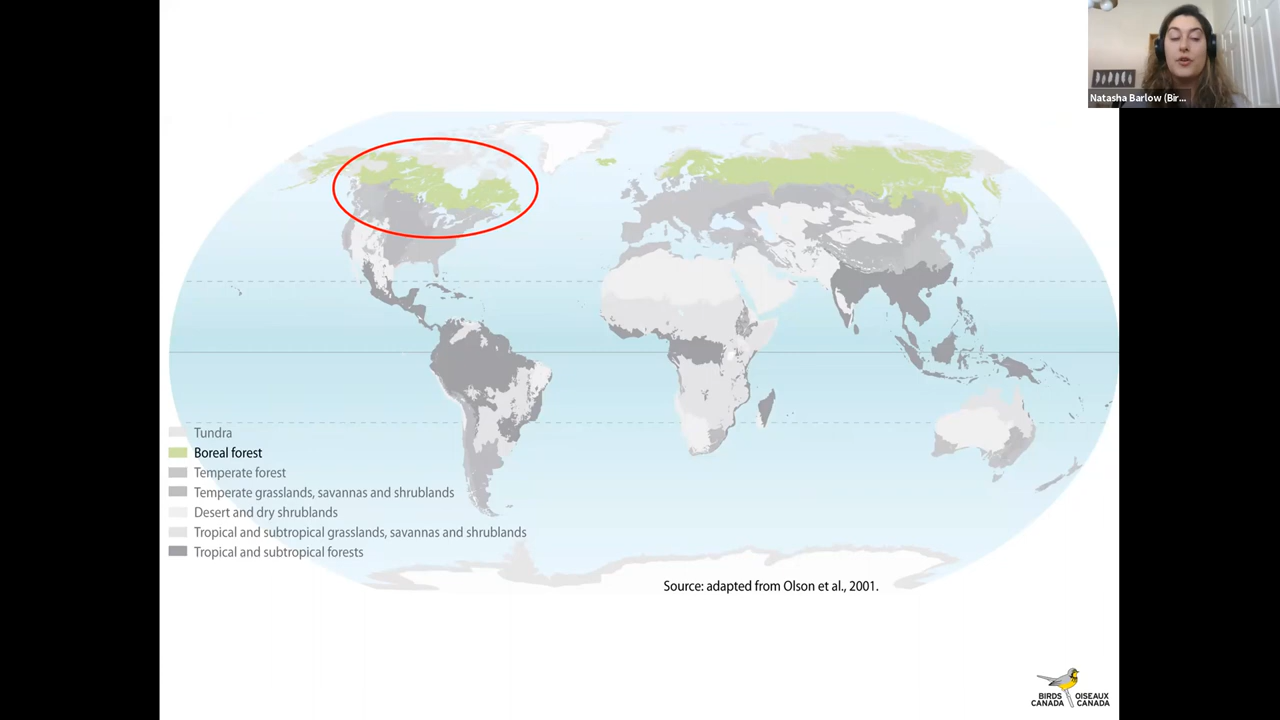 Natasha Barlow (Bir...
Tundra
Boreal forest
Temperate forest
Temperate grasslands, savannas and shrublands
Desert and dry shrublands
Tropical and subtropical grasslands, savannas and shrublands
Tropical and subtropical forests
Source: adapted from Olson et al., 2001.
BIRDS OISEAUX
CANADA CANADA